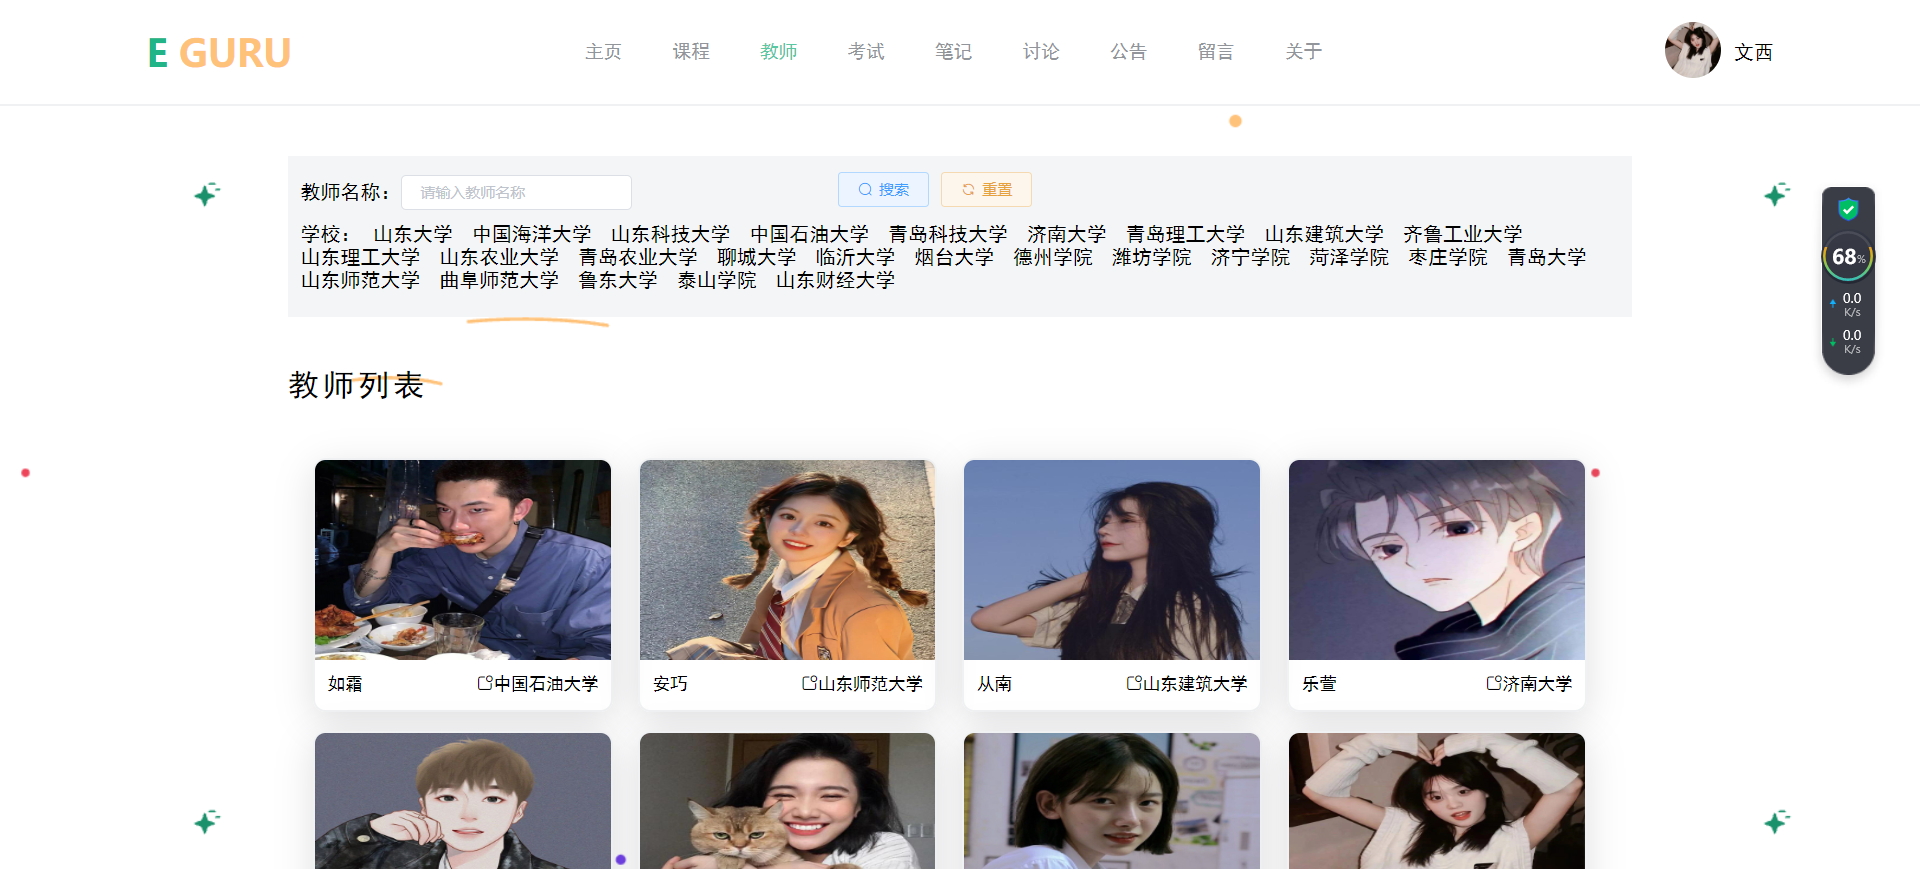 E GURU 主页 课程 教师 考试 笔记 讨论 公告 留言 关于 文西
教师名称： 请输入教师名称 搜索 重置
学校： 山东大学 中国海洋大学 山东科技大学 中国石油大学 青岛科技大学 济南大学 青岛理工大学 山东建筑大学 齐鲁工业大学
山东理工大学 山东农业大学 青岛农业大学 聊城大学 临沂大学 烟台大学 德州学院 潍坊学院 济宁学院 菏泽学院 枣庄学院 青岛大学
山东师范大学 曲阜师范大学 鲁东大学 泰山学院 山东财经大学
68%
0.0
K/s
0.0
K/s
教师列表
如霜 中国石油大学
安巧 山东师范大学
从南 山东建筑大学
乐萱 济南大学